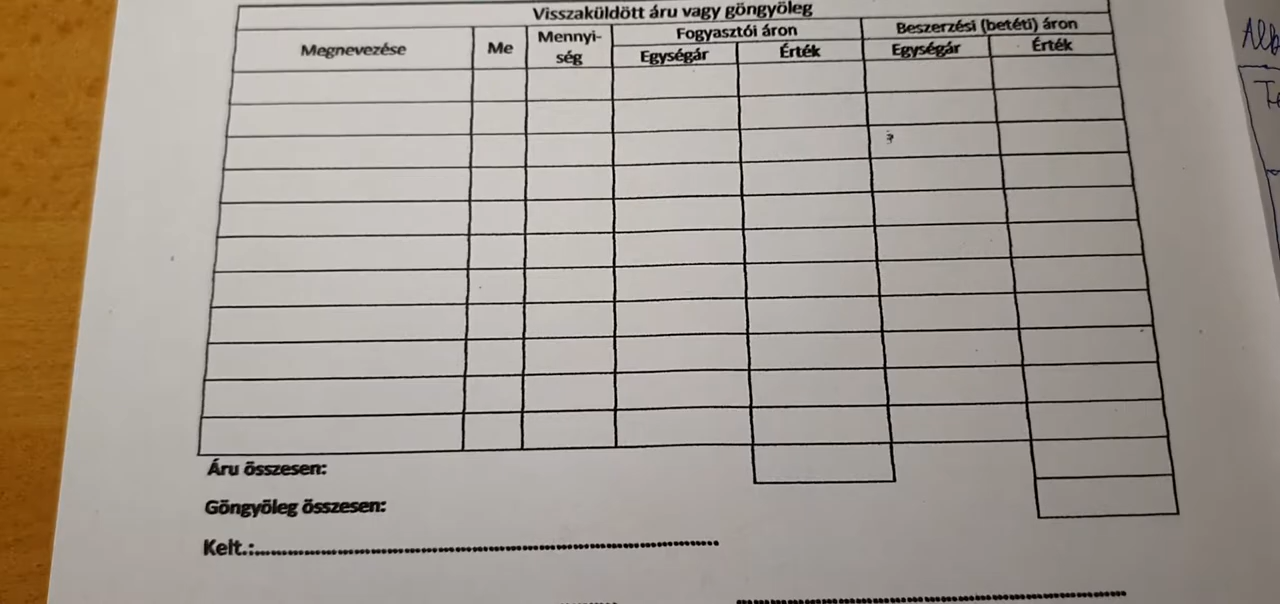 Visszaküldött áru vagy göngyöleg
Megnevezése Me Mennyi- Fogyasztói áron Beszerzési (betéti) áron
ség Egységár Érték Egységár Érték
Áru összesen:
Göngyöleg összesen:
Kelt.: